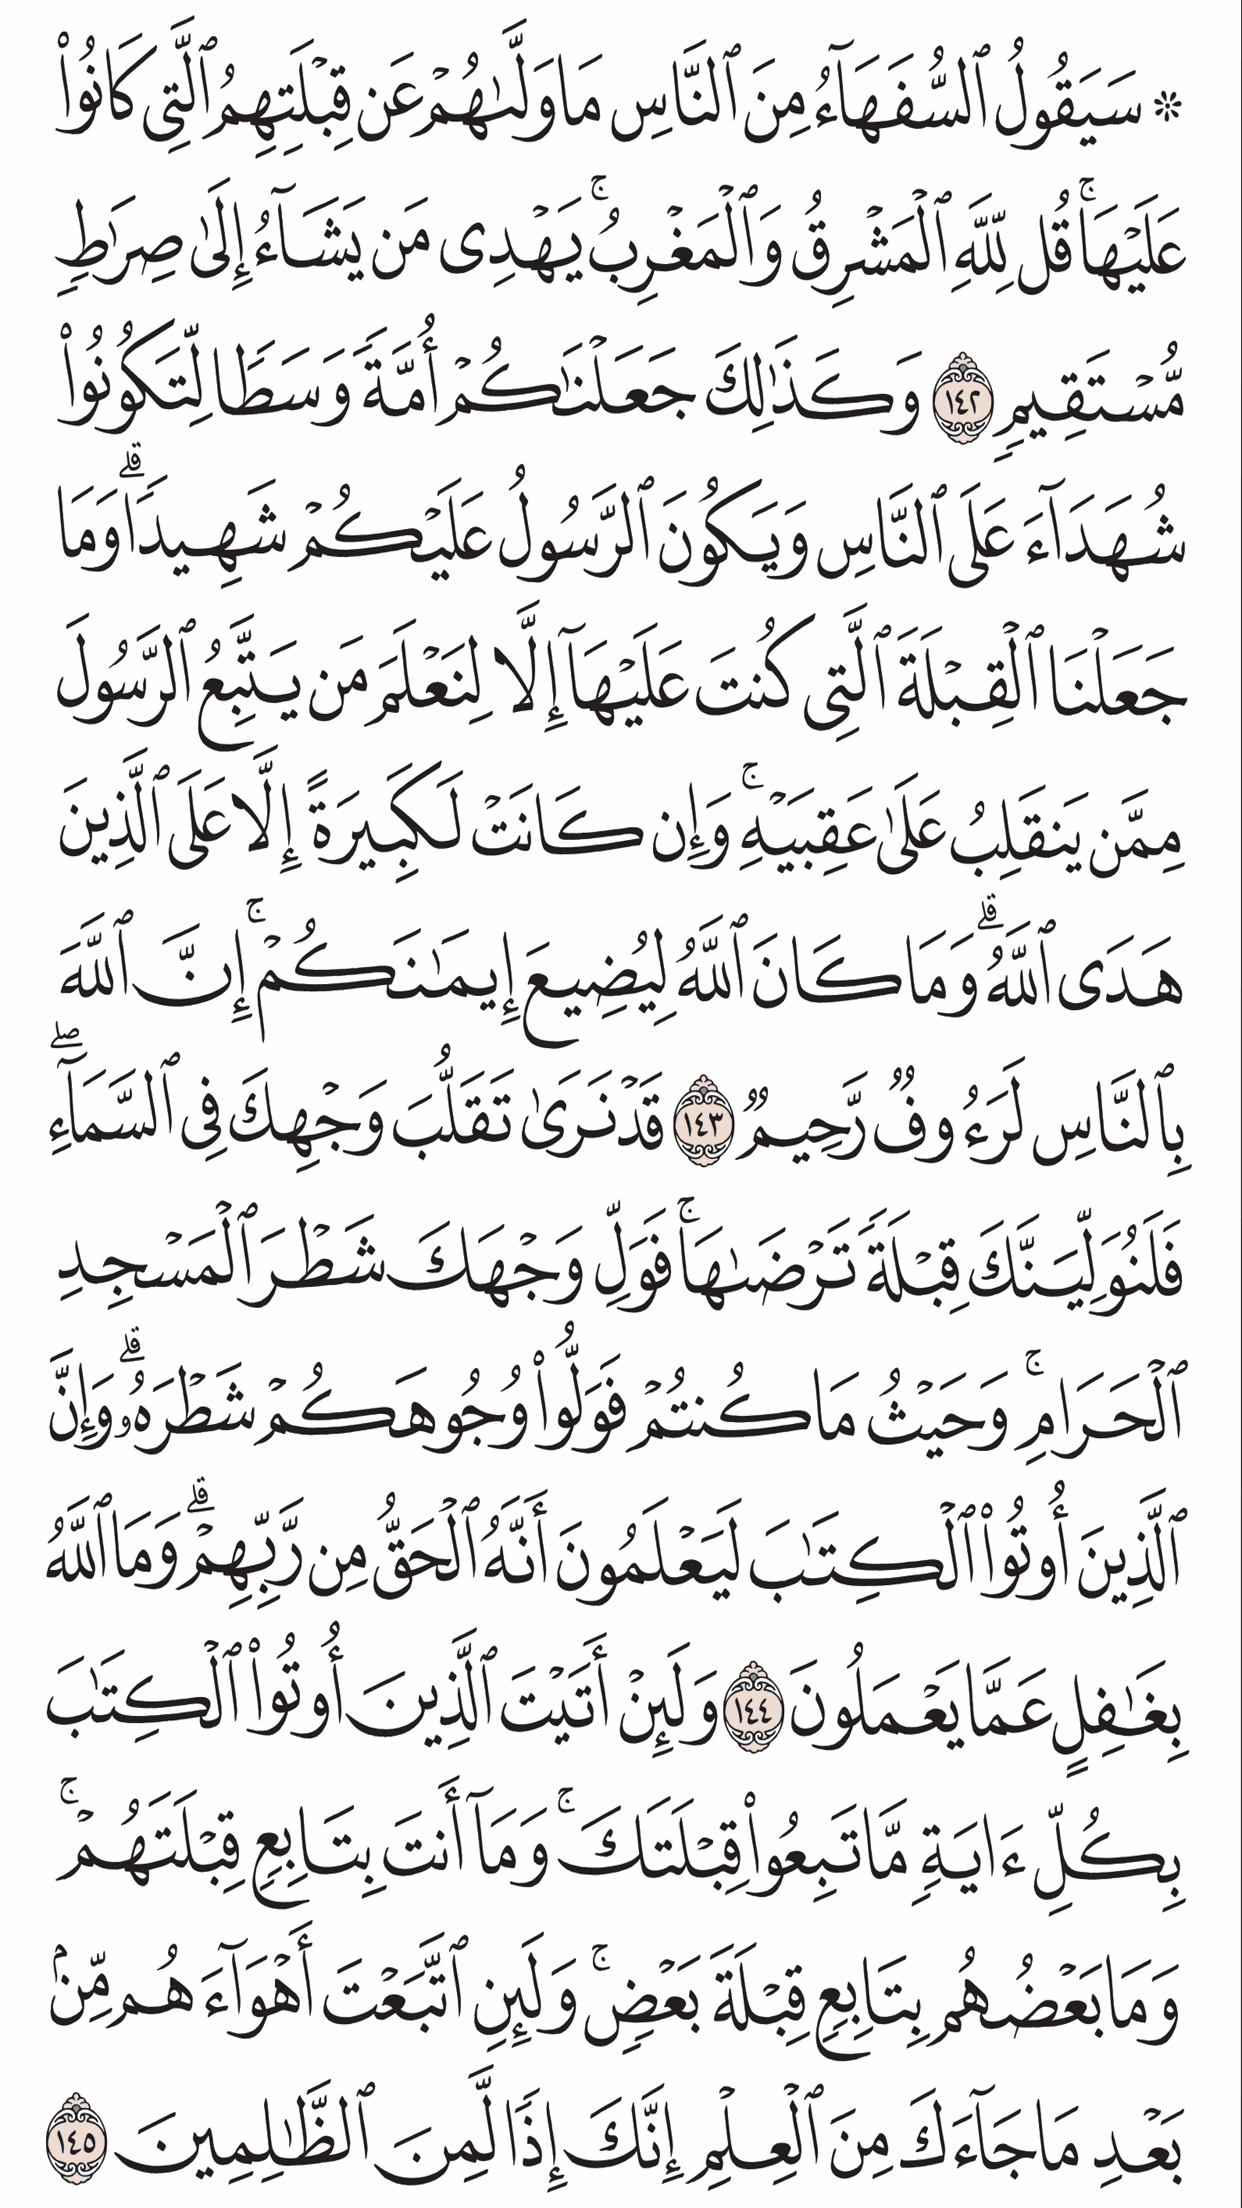 ۞ سَيَقُولُ ٱلسُّفَهَآءُ مِنَ ٱلنَّاسِ مَا وَلَّىٰهُمْ عَن قِبْلَتِهِمُ ٱلَّتِى كَانُوا۟
عَلَيْهَا ۚ قُل لِّلَّهِ ٱلْمَشْرِقُ وَٱلْمَغْرِبُ ۚ يَهْدِى مَن يَشَآءُ إِلَىٰ صِرَٰطٍ
مُّسْتَقِيمٍ ١٤٢ وَكَذَٰلِكَ جَعَلْنَٰكُمْ أُمَّةً وَسَطًا لِّتَكُونُوا۟
شُهَدَآءَ عَلَى ٱلنَّاسِ وَيَكُونَ ٱلرَّسُولُ عَلَيْكُمْ شَهِيدًا ۗ وَمَا
جَعَلْنَا ٱلْقِبْلَةَ ٱلَّتِى كُنتَ عَلَيْهَآ إِلَّا لِنَعْلَمَ مَن يَتَّبِعُ ٱلرَّسُولَ
مِمَّن يَنقَلِبُ عَلَىٰ عَقِبَيْهِ ۚ وَإِن كَانَتْ لَكَبِيرَةً إِلَّا عَلَى ٱلَّذِينَ
هَدَى ٱللَّهُ ۗ وَمَا كَانَ ٱللَّهُ لِيُضِيعَ إِيمَٰنَكُمْ ۚ إِنَّ ٱللَّهَ
بِٱلنَّاسِ لَرَءُوفٌ رَّحِيمٌ ١٤٣ قَدْ نَرَىٰ تَقَلُّبَ وَجْهِكَ فِى ٱلسَّمَآءِ ۖ
فَلَنُوَلِّيَنَّكَ قِبْلَةً تَرْضَىٰهَا ۚ فَوَلِّ وَجْهَكَ شَطْرَ ٱلْمَسْجِدِ
ٱلْحَرَامِ ۚ وَحَيْثُ مَا كُنتُمْ فَوَلُّوا۟ وُجُوهَكُمْ شَطْرَهُۥ ۗ وَإِنَّ
ٱلَّذِينَ أُوتُوا۟ ٱلْكِتَٰبَ لَيَعْلَمُونَ أَنَّهُ ٱلْحَقُّ مِن رَّبِّهِمْ ۗ وَمَا ٱللَّهُ
بِغَٰفِلٍ عَمَّا يَعْمَلُونَ ١٤٤ وَلَئِنْ أَتَيْتَ ٱلَّذِينَ أُوتُوا۟ ٱلْكِتَٰبَ
بِكُلِّ ءَايَةٍ مَّا تَبِعُوا۟ قِبْلَتَكَ ۚ وَمَآ أَنتَ بِتَابِعٍ قِبْلَتَهُمْ ۚ
وَمَا بَعْضُهُم بِتَابِعٍ قِبْلَةَ بَعْضٍ ۚ وَلَئِنِ ٱتَّبَعْتَ أَهْوَآءَهُم مِّنۢ
بَعْدِ مَا جَآءَكَ مِنَ ٱلْعِلْمِ إِنَّكَ إِذًا لَّمِنَ ٱلظَّٰلِمِينَ ١٤٥